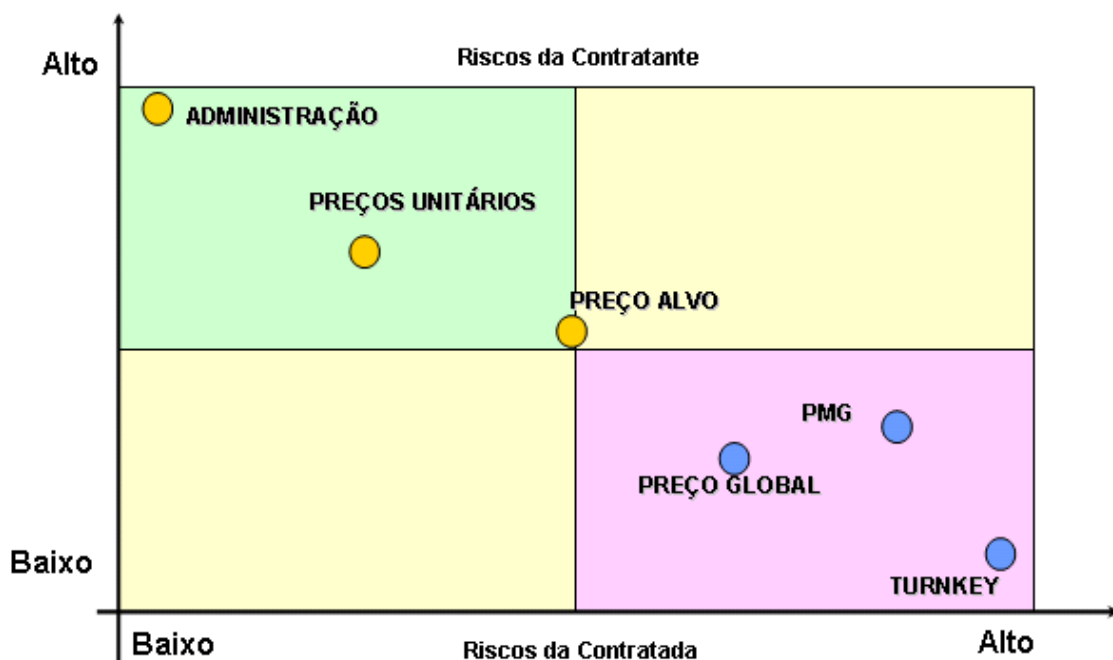 Alto
Riscos da Contratante
ADMINISTRAÇÃO
PREÇOS UNITÁRIOS
PREÇO ALVO
PMG
PREÇO GLOBAL
Baixo
TURNKEY
Baixo
Riscos da Contratada
Alto